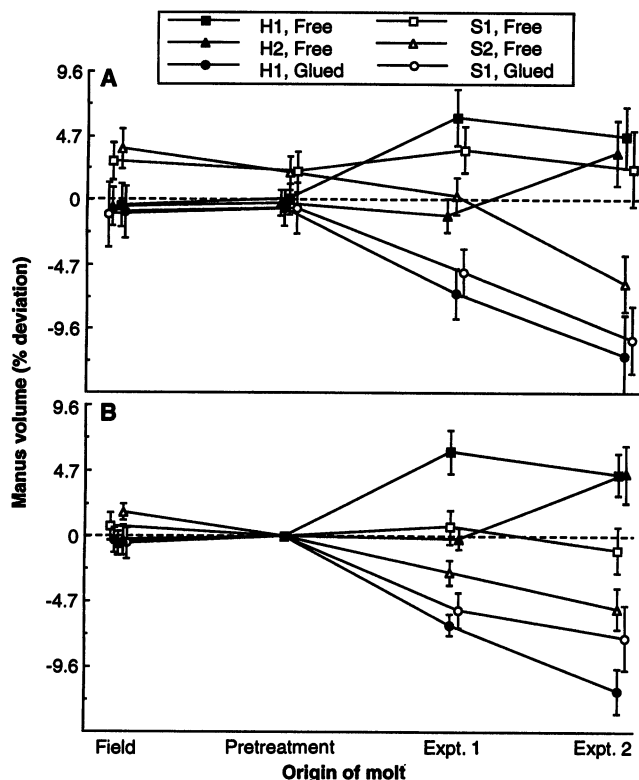 H1, Free S1, Free
H2, Free S2, Free
H1, Glued S1, Glued
Manus volume (% deviation)
A
9.6
4.7
0
-4.7
-9.6
B
9.6
4.7
0
-4.7
-9.6
Field Pretreatment Expt. 1 Expt. 2
Origin of molt